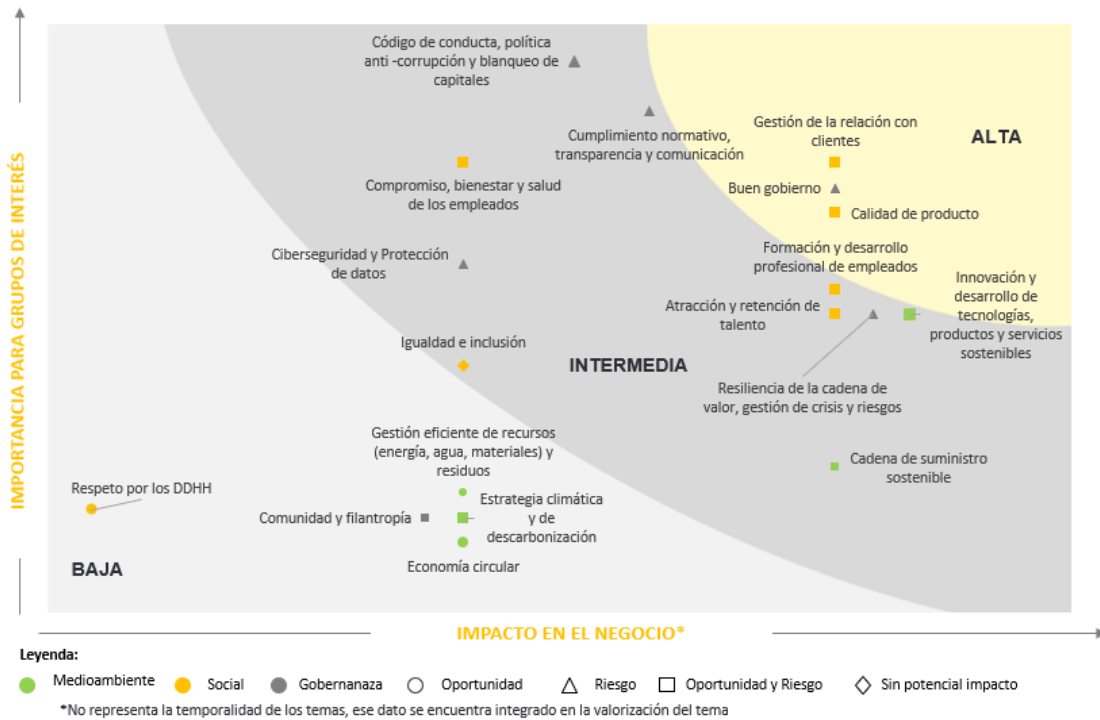 IMPORTANCIA PARA GRUPOS DE INTERÉS
Código de conducta, política
anti -corrupción y blanqueo de
capitales
Cumplimiento normativo,
transparencia y comunicación
Gestión de la relación con
clientes
ALTA
Compromiso, bienestar y salud
de los empleados
Buen gobierno
Calidad de producto
Ciberseguridad y Protección
de datos
Formación y desarrollo
profesional de empleados
Innovación y
desarrollo de
tecnologías,
productos y servicios
sostenibles
Atracción y retención de
talento
Igualdad e inclusión
INTERMEDIA
Resiliencia de la cadena de
valor, gestión de crisis y riesgos
Gestión eficiente de recursos
(energía, agua, materiales) y
residuos
Cadena de suministro
sostenible
Respeto por los DDHH
Comunidad y filantropía
Estrategia climática
y de
descarbonización
Economía circular
BAJA
IMPACTO EN EL NEGOCIO*
Leyenda:
Medioambiente
Social
Gobernanaza
Oportunidad
Riesgo
Oportunidad y Riesgo
Sin potencial impacto
*No representa la temporalidad de los temas, ese dato se encuentra integrado en la valorización del tema